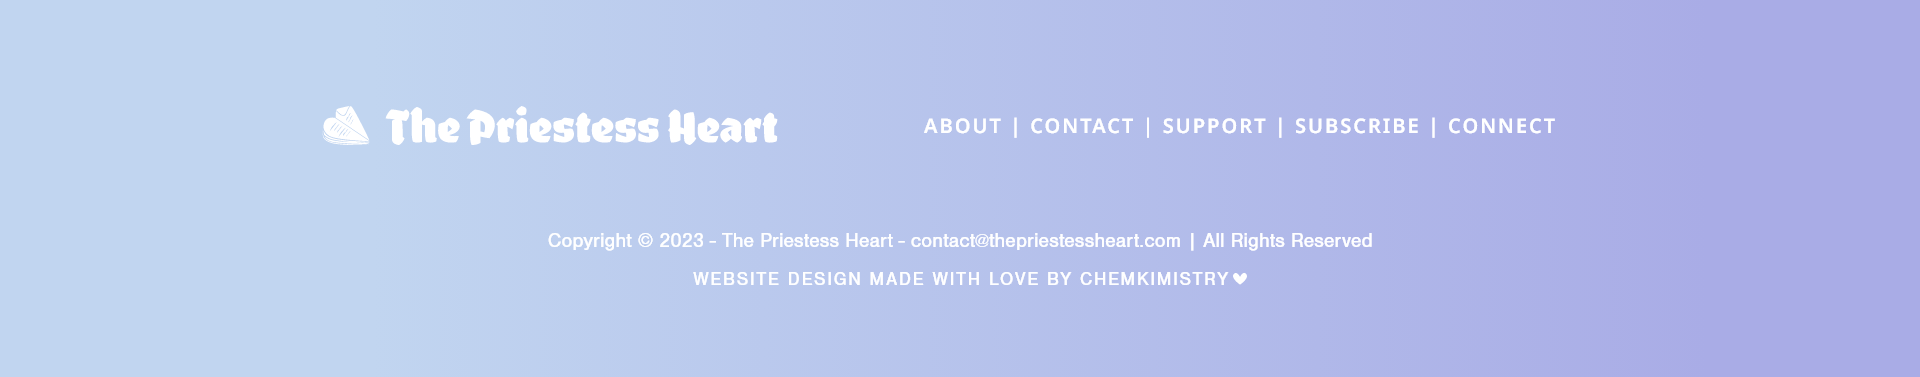 The Priestess Heart
ABOUT | CONTACT | SUPPORT | SUBSCRIBE | CONNECT
Copyright © 2023 - The Priestess Heart - contact@thepriestessheart.com | All Rights Reserved
WEBSITE DESIGN MADE WITH LOVE BY CHEMKIMISTRY